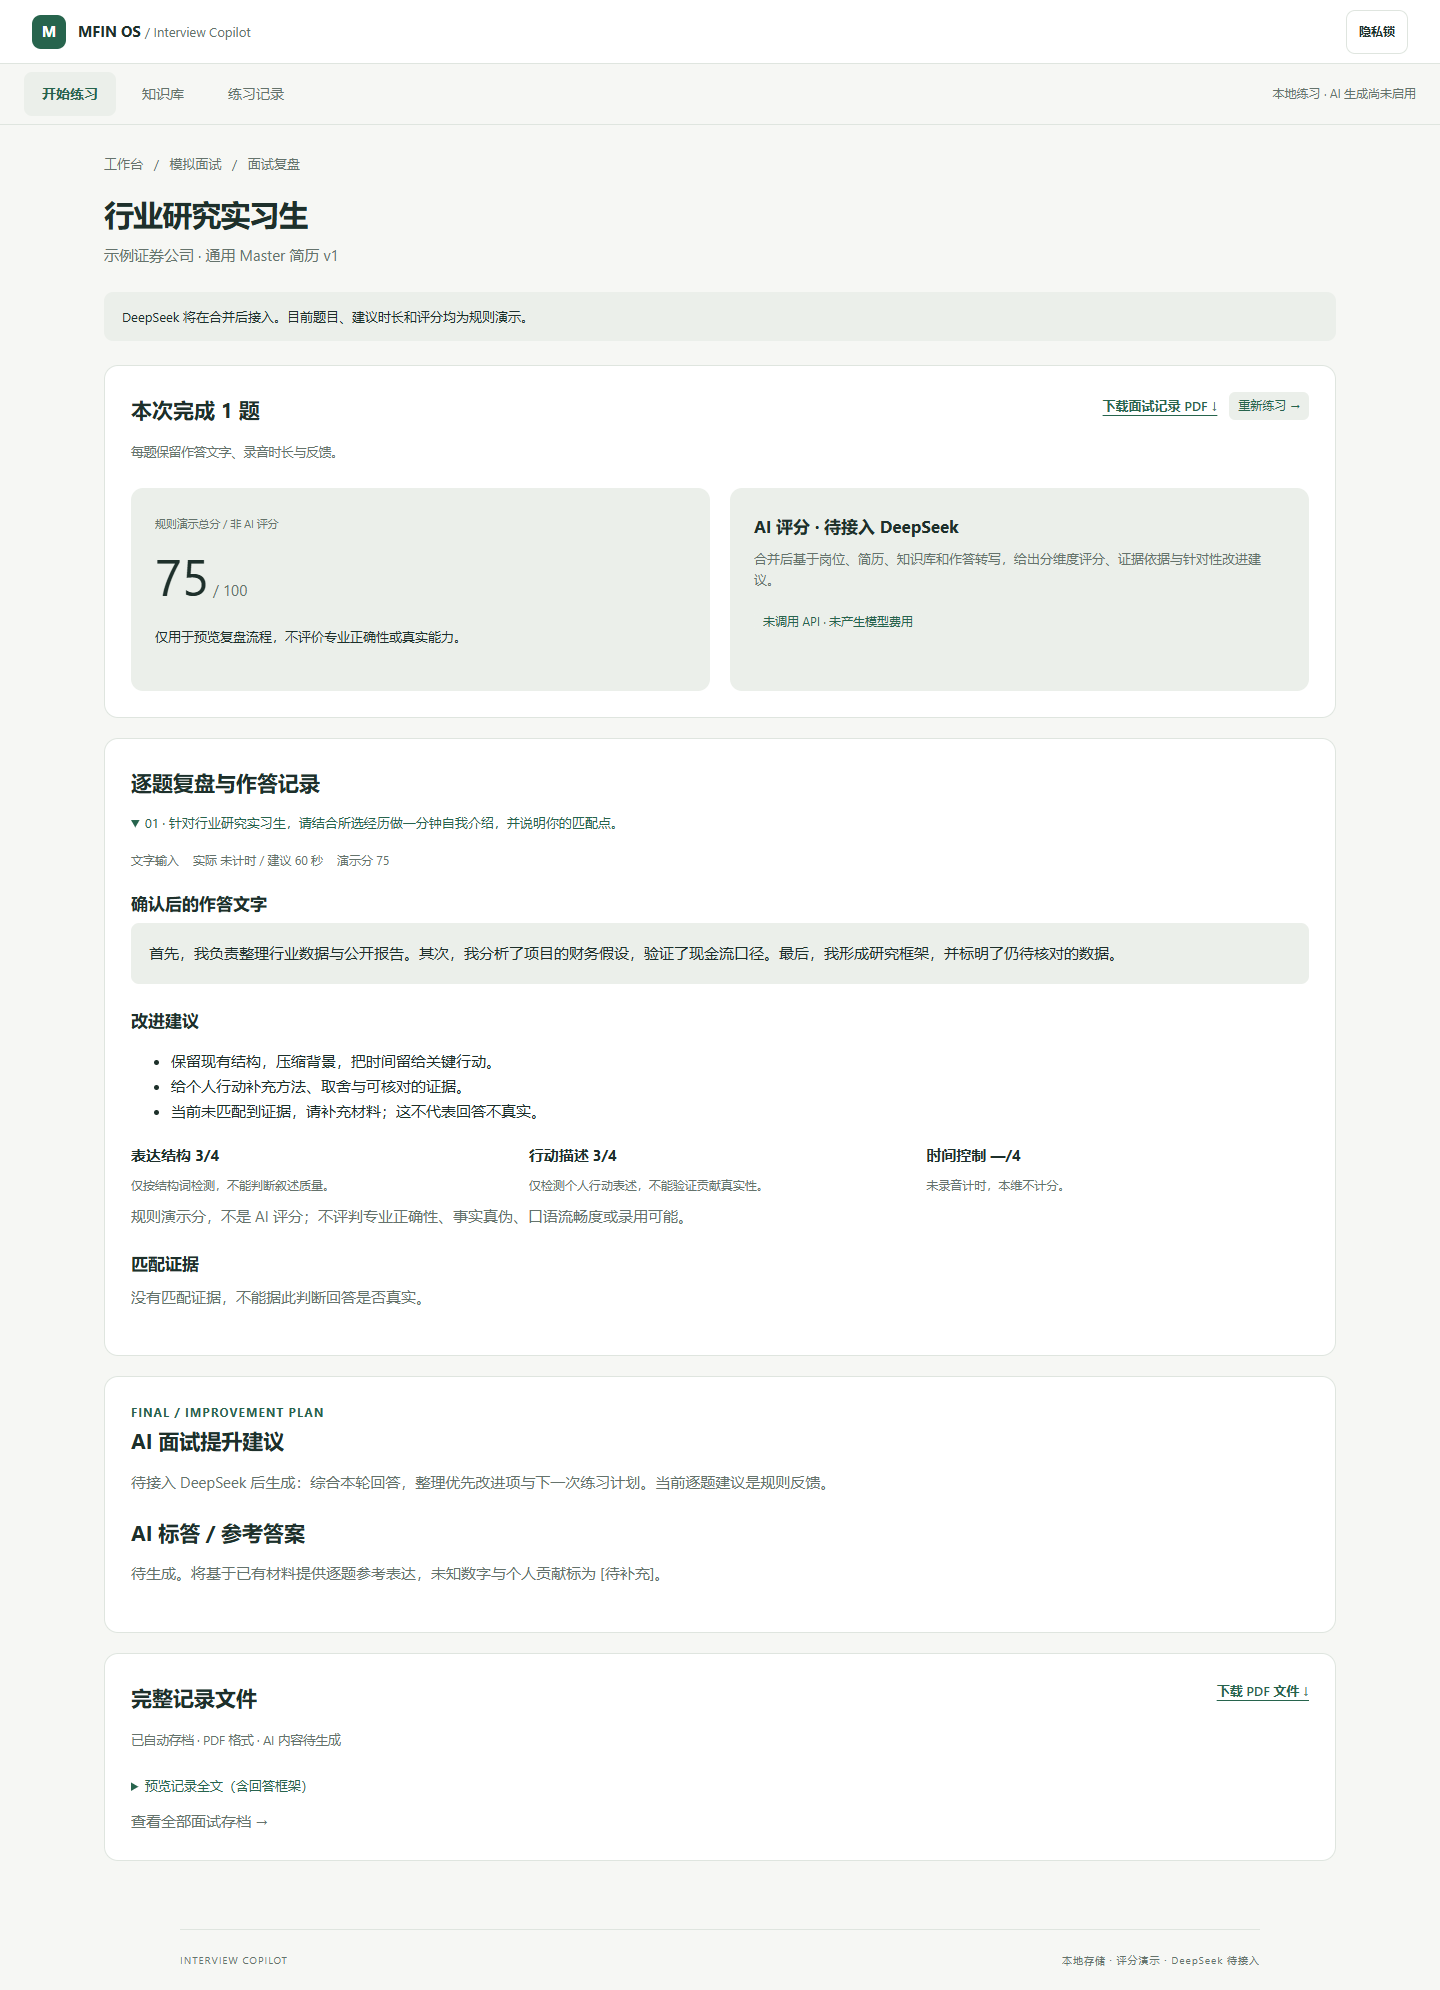 M MFIN OS / Interview Copilot
隐私锁
开始练习
知识库
练习记录
本地练习 · AI 生成尚未启用
工作台 / 模拟面试 / 面试复盘
行业研究实习生
示例证券公司 · 通用 Master 简历 v1
DeepSeek 将在合并后接入。目前题目、建议时长和评分均为规则演示。
本次完成 1 题
下载面试记录 PDF ↓
重新练习 →
每题保留作答文字、录音时长与反馈。
规则演示总分 / 非 AI 评分
75 / 100
仅用于预览复盘流程，不评价专业正确性或真实能力。
AI 评分 · 待接入 DeepSeek
合并后基于岗位、简历、知识库和作答转写，给出分维度评分、证据依据与针对性改进建
议。
未调用 API · 未产生模型费用
逐题复盘与作答记录
▼ 01 · 针对行业研究实习生，请结合所选经历做一分钟自我介绍，并说明你的匹配点。
文字输入 实际 未计时 / 建议 60 秒 演示分 75
确认后的作答文字
首先，我负责整理行业数据与公开报告。其次，我分析了项目的财务假设，验证了现金流口径。最后，我形成研究框架，并标明了仍待核对的数据。
改进建议
• 保留现有结构，压缩背景，把时间留给关键行动。
• 给个人行动补充方法、取舍与可核对的证据。
• 当前未匹配到证据，请补充材料；这不代表回答不真实。
表达结构 3/4
行动描述 3/4
时间控制 —/4
仅按结构词检测，不能判断叙述质量。
仅检测个人行动表述，不能验证贡献真实性。
未录音计时，本维不计分。
规则演示分，不是 AI 评分；不评判专业正确性、事实真伪、口语流畅度或录用可能。
匹配证据
没有匹配证据，不能据此判断回答是否真实。
FINAL / IMPROVEMENT PLAN
AI 面试提升建议
待接入 DeepSeek 后生成：综合本轮回答，整理优先改进项与下一次练习计划。当前逐题建议是规则反馈。
AI 标答 / 参考答案
待生成。将基于已有材料提供逐题参考表达，未知数字与个人贡献标为 [待补充]。
完整记录文件
下载 PDF 文件 ↓
已自动存档 · PDF 格式 · AI 内容待生成
▶ 预览记录全文（含回答框架）
查看全部面试存档 →
INTERVIEW COPILOT
本地存储 · 评分演示 · DeepSeek 待接入